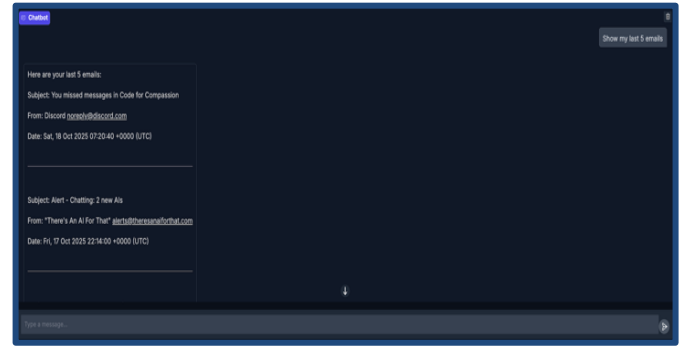 Chatbot
Show my last 5 emails
Here are your last 5 emails:
Subject: You missed messages in Code for Compassion
From: Discord noreply@discord.com
Date: Sat, 18 Oct 2025 07:20:40 +0000 (UTC)
Subject: Alert - Chatting: 2 new AIs
From: "There's An AI For That" alerts@theresanaiforthat.com
Date: Fri, 17 Oct 2025 22:14:00 +0000 (UTC)
Type a message...